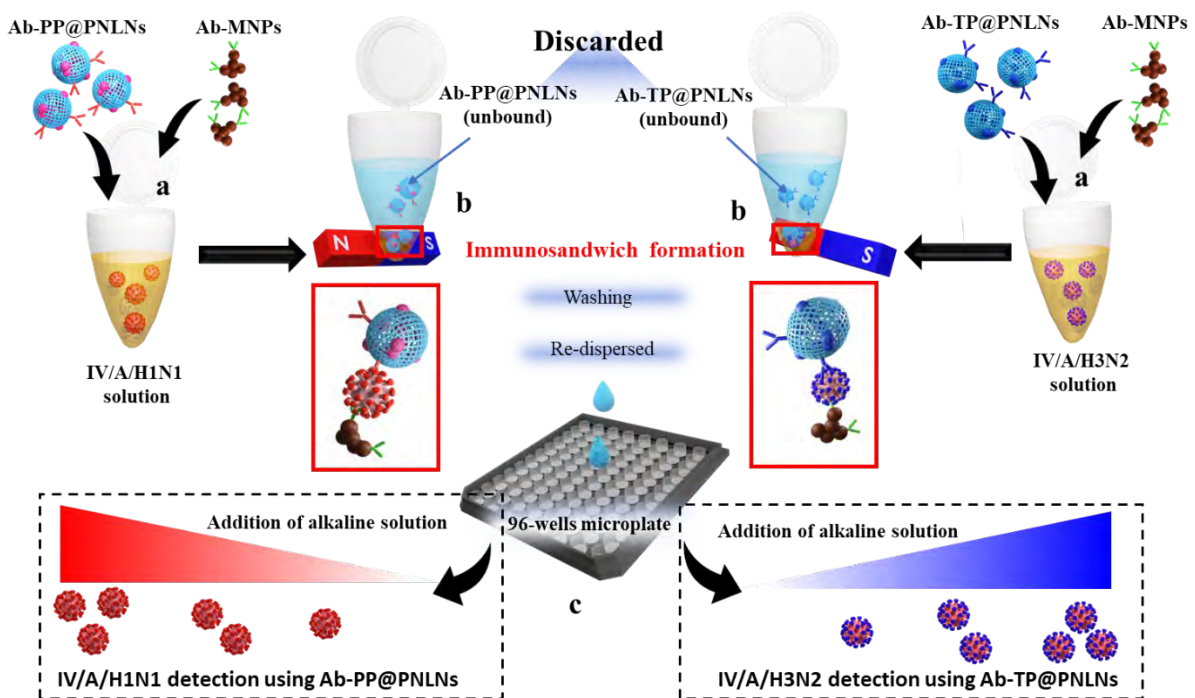 Ab-PP@PNLNs
Ab-MNPs
a
IV/A/H1N1
solution
Discarded
Ab-PP@PNLNs
(unbound)
Ab-TP@PNLNs
(unbound)
b
b
N
S
S
Immunosandwich formation
Washing
Re-dispersed
Ab-TP@PNLNs
Ab-MNPs
a
IV/A/H3N2
solution
96-wells microplate
c
Addition of alkaline solution
IV/A/H1N1 detection using Ab-PP@PNLNs
Addition of alkaline solution
IV/A/H3N2 detection using Ab-TP@PNLNs